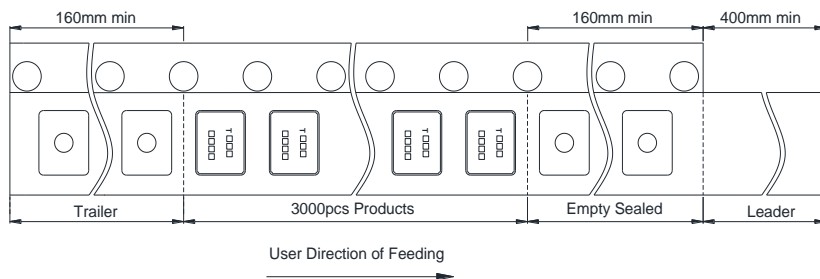 160mm min 160mm min 400mm min
T□□□ T□□□ T□□□ T□□□
□□□□ □□□□ □□□□ □□□□
Trailer 3000pcs Products Empty Sealed Leader
User Direction of Feeding